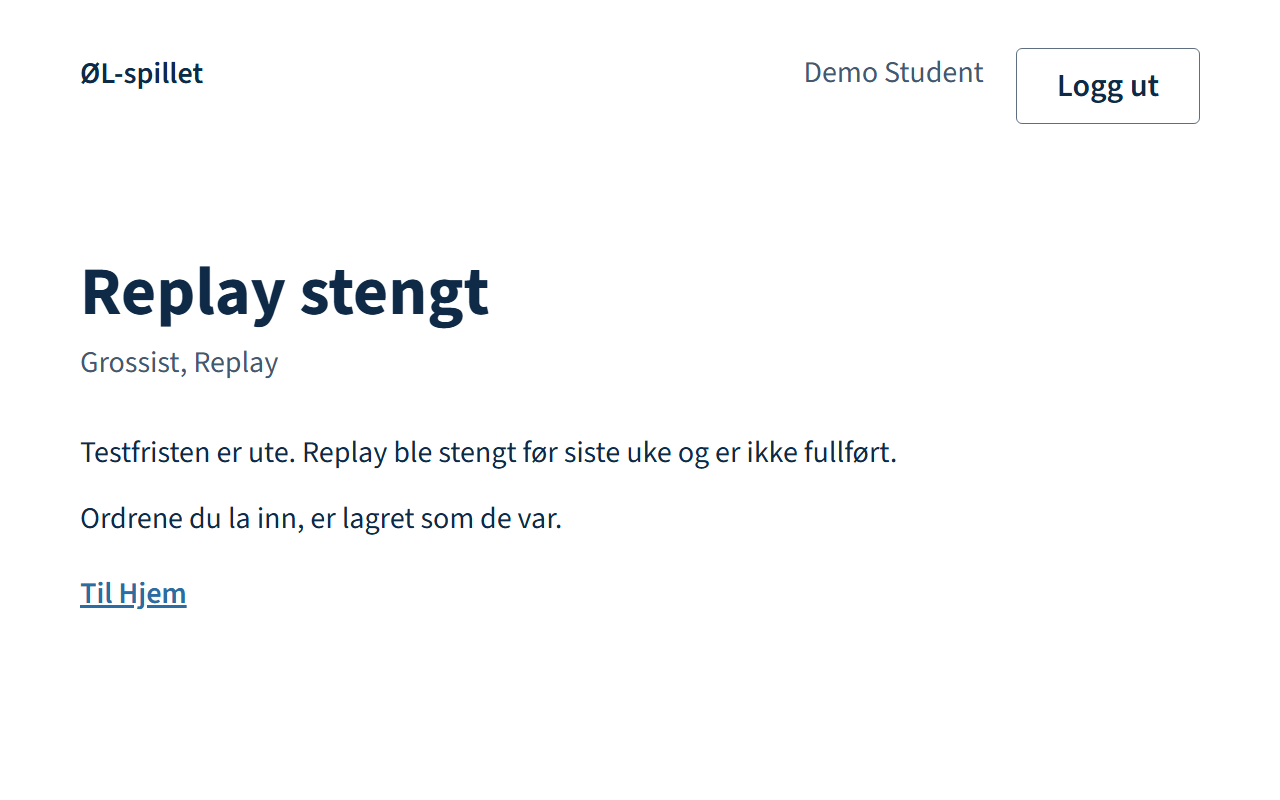 ØL-spillet
Demo Student
Logg ut
Replay stengt
Grossist, Replay
Testfristen er ute. Replay ble stengt før siste uke og er ikke fullført.
Ordrene du la inn, er lagret som de var.
Til Hjem